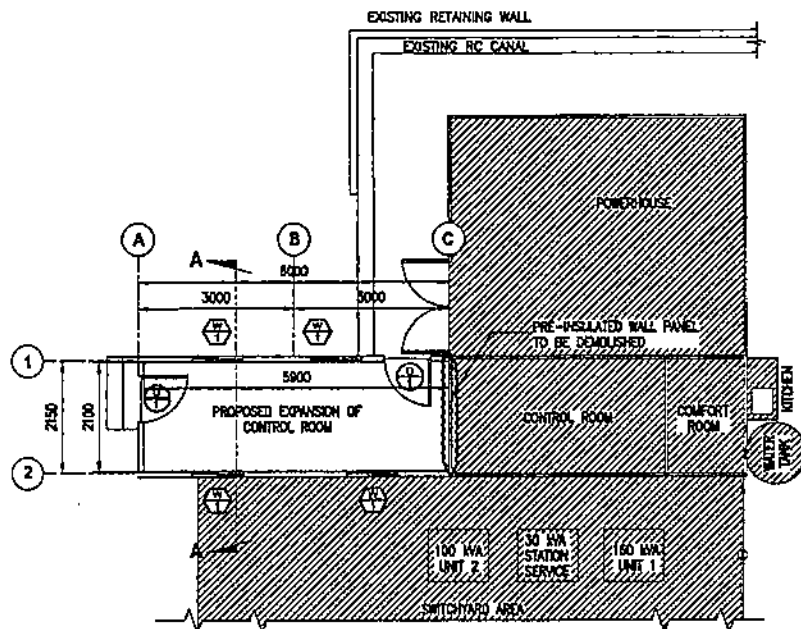 EXISTING RETAINING WALL
EXISTING RC CANAL
POWERHOUSE
A
B
C
A
6000
3000
3000
W
1
W
1
PRE-INSULATED WALL PANEL
TO BE DEMOLISHED
1
5900
D
1
D
1
2150
2100
PROPOSED EXPANSION OF
CONTROL ROOM
CONTROL ROOM
COMFORT
ROOM
KITCHEN
WATER
TANK
2
W
1
W
1
A
100 kVA
UNIT 2
30 kVA
STATION
SERVICE
160 kVA
UNIT 1
SWITCHYARD AREA